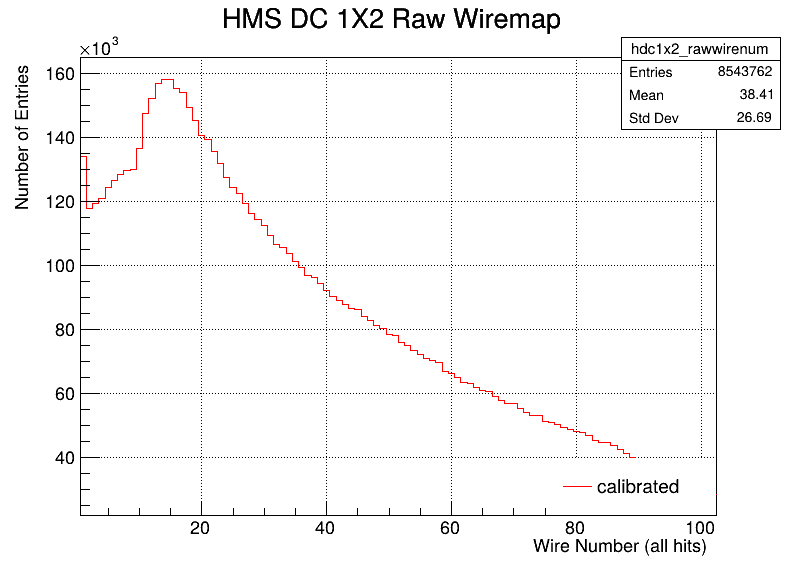 HMS DC 1X2 Raw Wiremap
×10³
hdc1x2_rawwirenum
Entries 8543762
Mean 38.41
Std Dev 26.69
Number of Entries
160
140
120
100
80
60
40
calibrated
20 40 60 80 100
Wire Number (all hits)